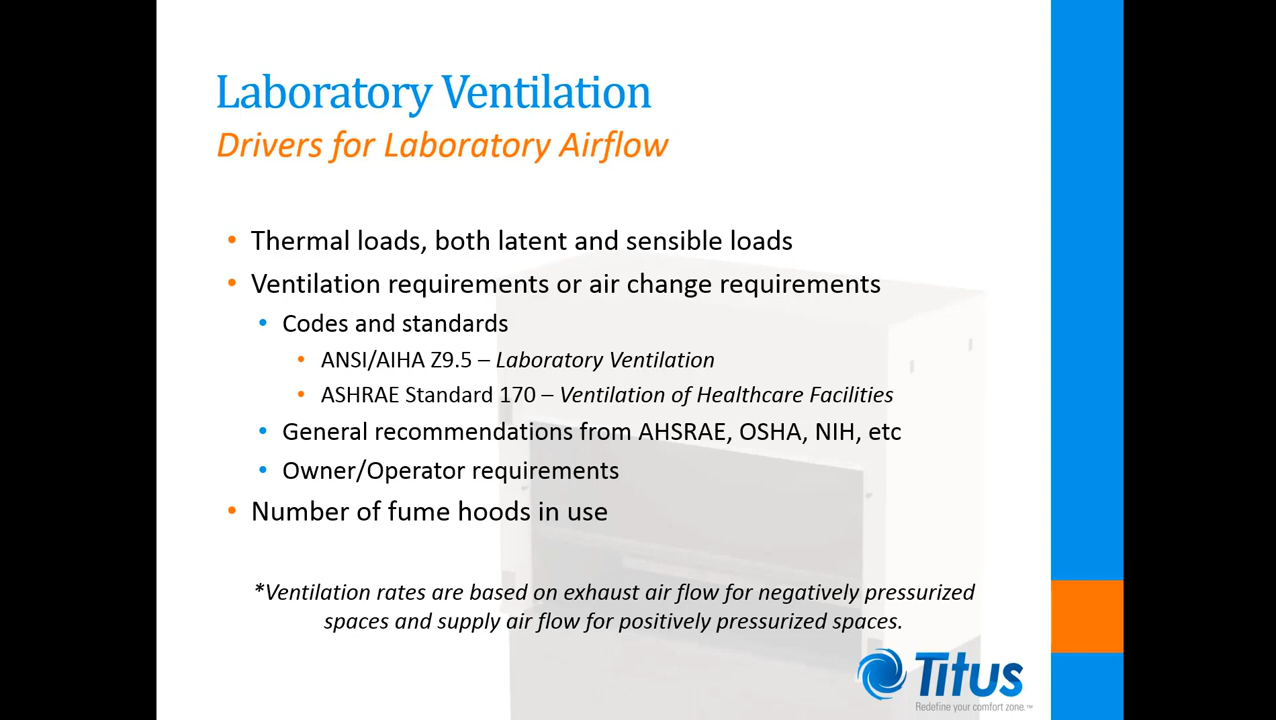 Laboratory Ventilation
Drivers for Laboratory Airflow
• Thermal loads, both latent and sensible loads
• Ventilation requirements or air change requirements
• Codes and standards
• ANSI/AIHA Z9.5 – Laboratory Ventilation
• ASHRAE Standard 170 – Ventilation of Healthcare Facilities
• General recommendations from AHSRAE, OSHA, NIH, etc
• Owner/Operator requirements
• Number of fume hoods in use
*Ventilation rates are based on exhaust air flow for negatively pressurized
spaces and supply air flow for positively pressurized spaces.
Titus
Redefine your comfort zone.™